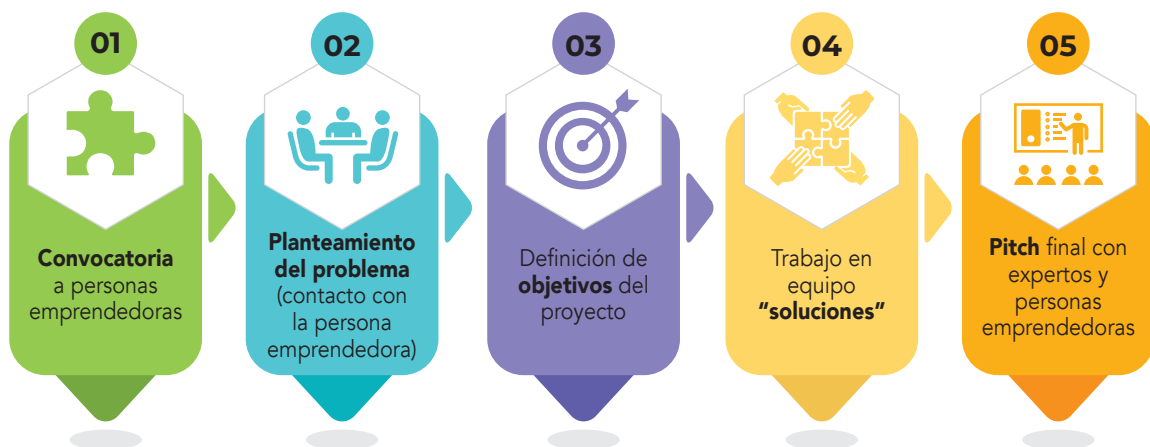 01
Convocatoria
a personas
emprendedoras
02
Planteamiento
del problema
(contacto con
la persona
emprendedora)
03
Definición de
objetivos del
proyecto
04
Trabajo en
equipo
“soluciones”
05
Pitch final con
expertos y
personas
emprendedoras